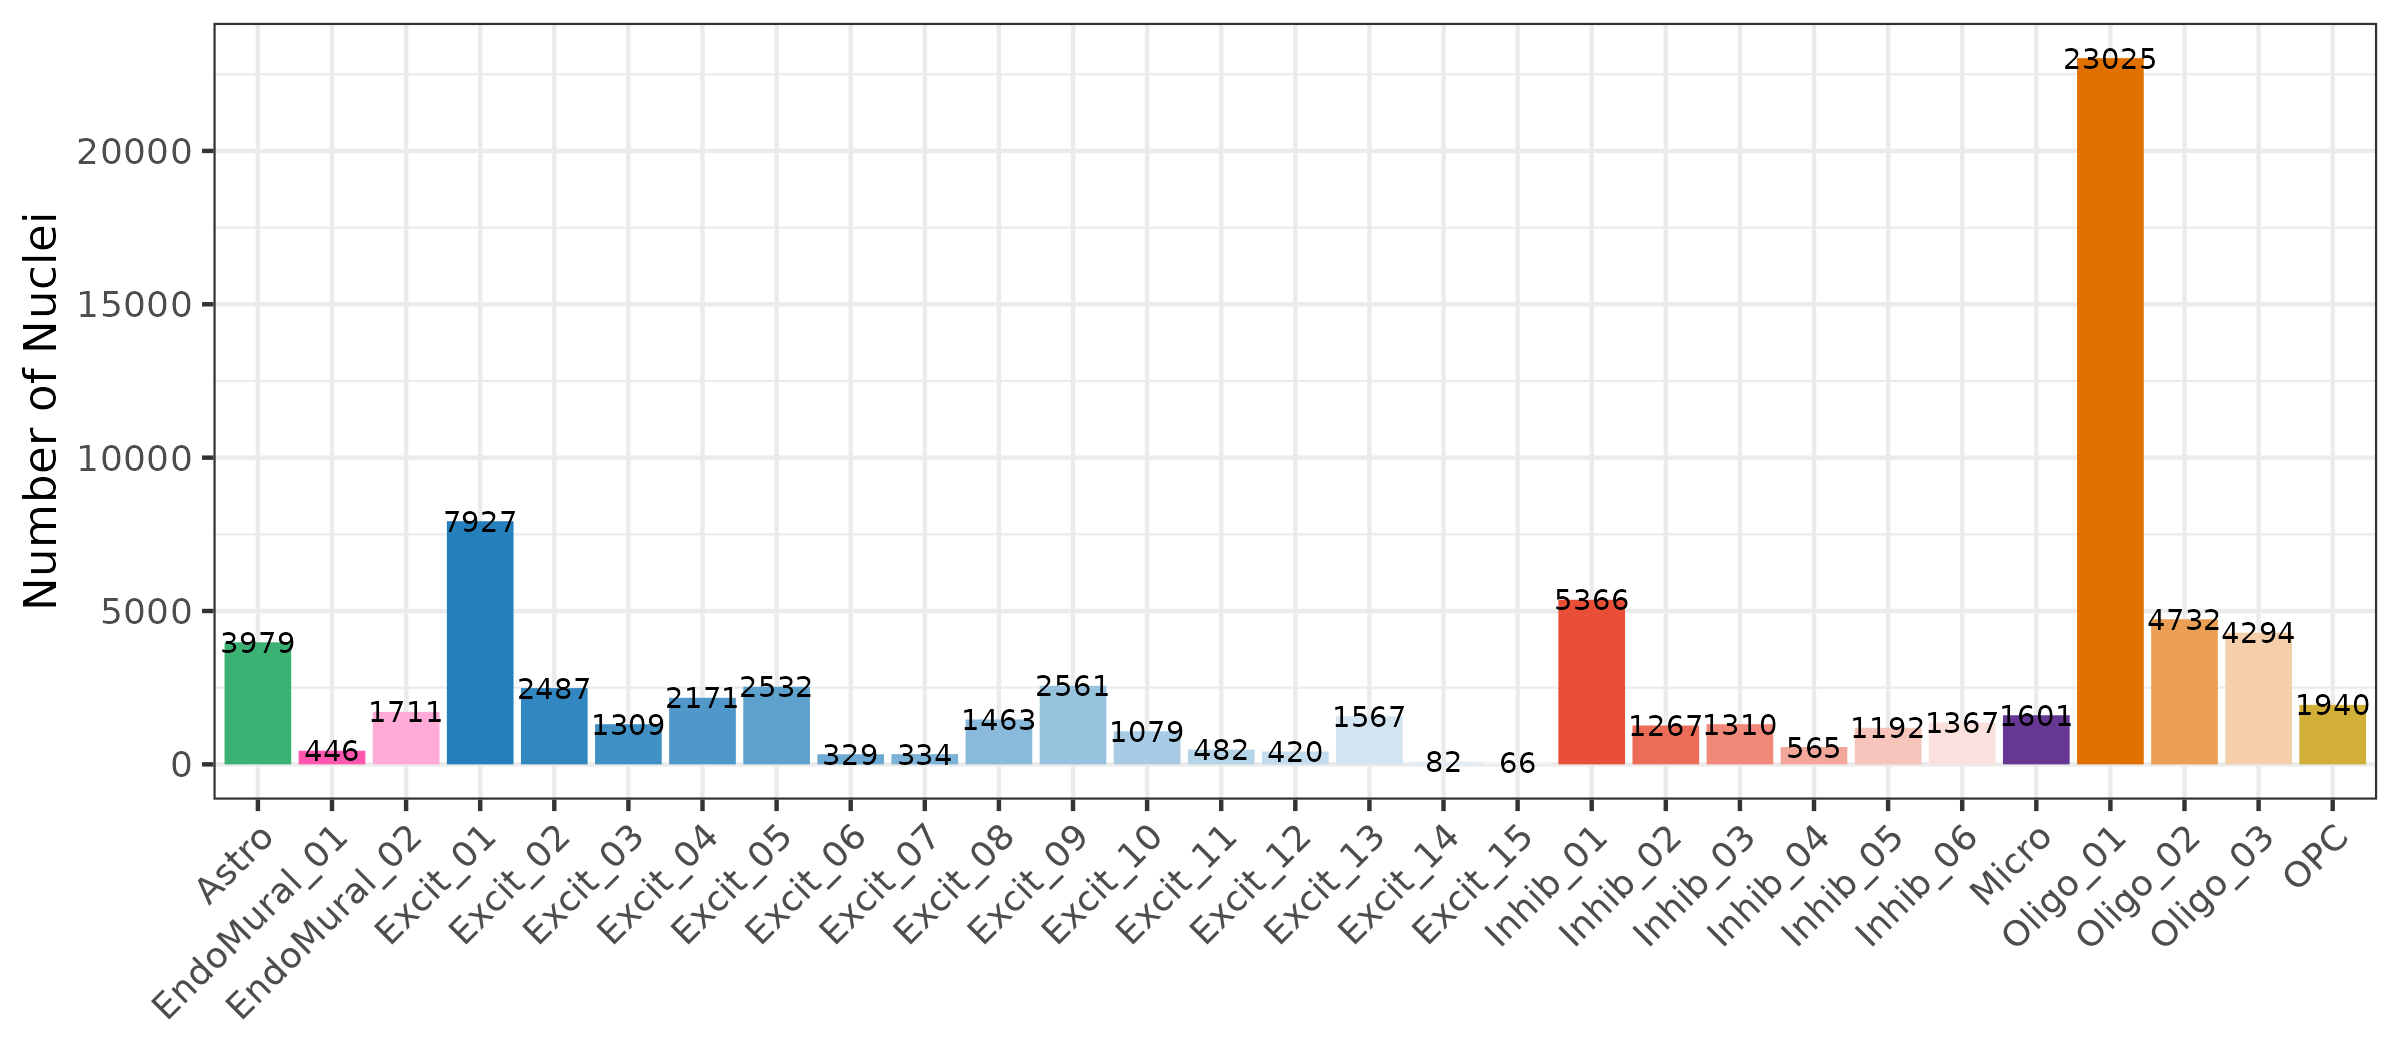 Number of Nuclei
20000
15000
10000
5000
0
3979
446
1711
7927
2487
1309
2171
2532
329
334
1463
2561
1079
482
420
1567
82
66
5366
1267
1310
565
1192
1367
1601
23025
4732
4294
1940
Astro
EndoMural_01
EndoMural_02
Excit_01
Excit_02
Excit_03
Excit_04
Excit_05
Excit_06
Excit_07
Excit_08
Excit_09
Excit_10
Excit_11
Excit_12
Excit_13
Excit_14
Excit_15
Inhib_01
Inhib_02
Inhib_03
Inhib_04
Inhib_05
Inhib_06
Micro
Oligo_01
Oligo_02
Oligo_03
OPC